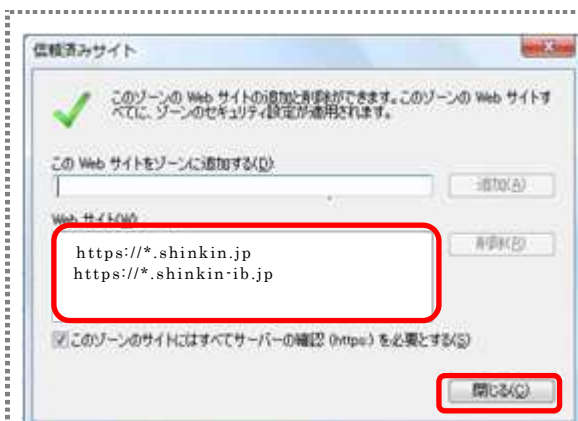 信頼済みサイト
このゾーンの Web サイトの追加と削除ができます。このゾーンの Web サイトす
べてに、ゾーンのセキュリティ設定が適用されます。
この Web サイトをゾーンに追加する(D):
追加(A)
Web サイト(W):
削除(R)
https://*.shinkin.jp
https://*.shinkin-ib.jp
このゾーンのサイトにはすべてサーバーの確認 (https:) を必要とする(S)
閉じる(C)